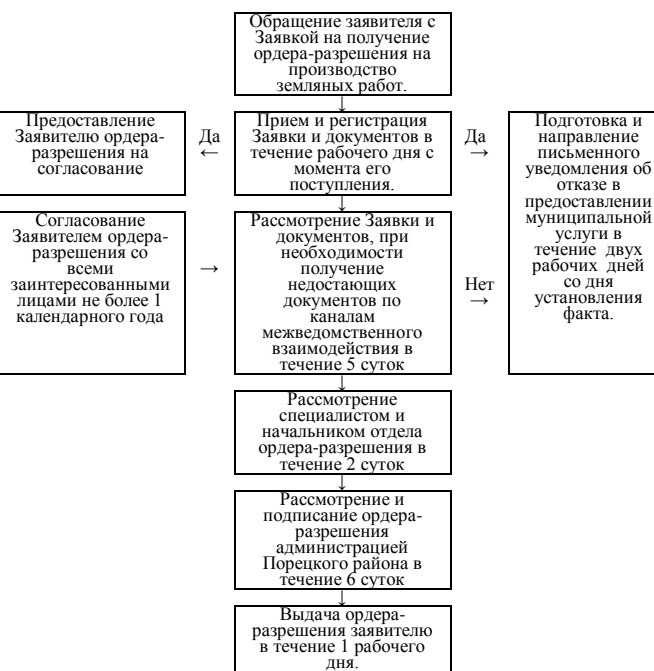 Обращение заявителя с
Заявкой на получение
ордера-разрешения на
производство
земляных работ.
↓
Предоставление
Заявителю ордера-
разрешения на
согласование
Да
←
Прием и регистрация
Заявки и документов в
течение рабочего дня с
момента его
поступления.
Да
→
Подготовка и
направление
письменного
уведомления об
отказе в
предоставлении
муниципальной
услуги в
течение двух
рабочих дней
со дня
установления
факта.
↓
Согласование
Заявителем ордера-
разрешения со
всеми
заинтересованными
лицами не более 1
календарного года
→
Рассмотрение Заявки и
документов, при
необходимости
получение
недостающих
документов по
каналам
межведомственного
взаимодействия в
течение 5 суток
Нет
→
↓
Рассмотрение
специалистом и
начальником отдела
ордера-разрешения в
течение 2 суток
↓
Рассмотрение и
подписание ордера-
разрешения
администрацией
Порецкого района в
течение 6 суток
↓
Выдача ордера-
разрешения заявителю
в течение 1 рабочего
дня.